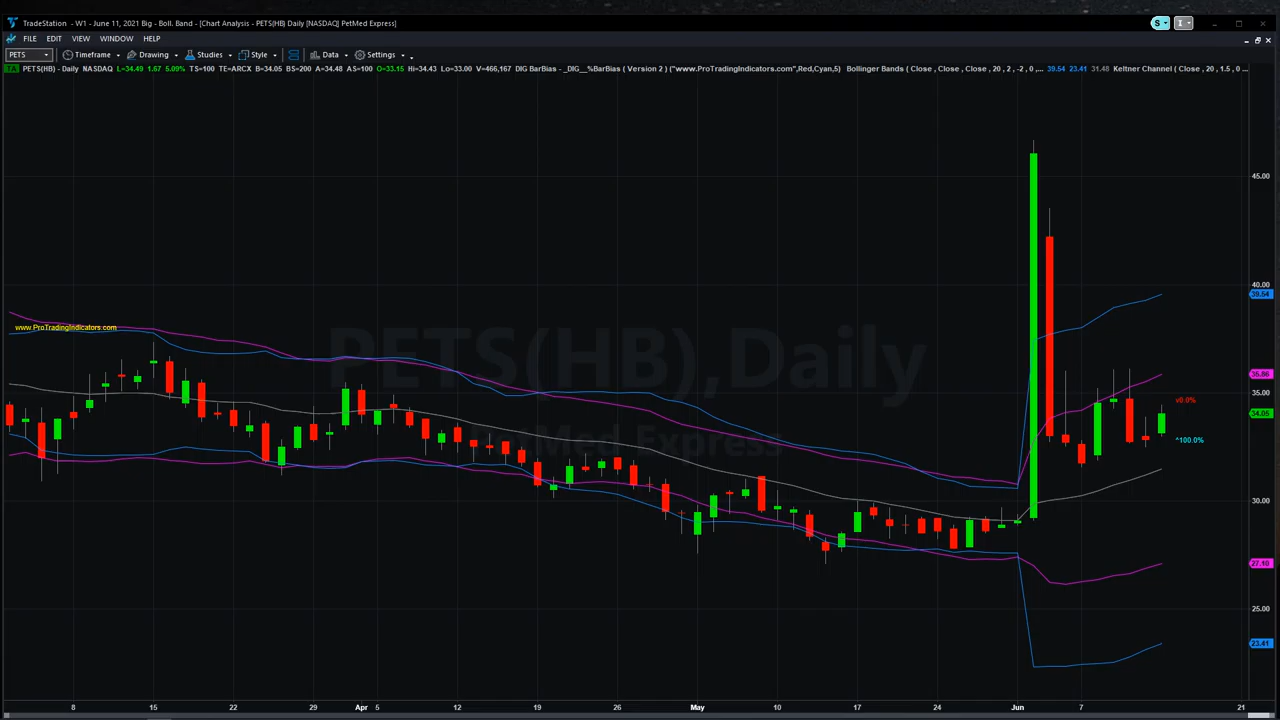 TradeStation - W1 - June 11, 2021 Big - Boll. Band - [Chart Analysis - PETS(HB) Daily [NASDAQ] PetMed Express]
S I
FILE EDIT VIEW WINDOW HELP
PETS Timeframe Drawing Studies Style Data Settings
TA PETS(HB) - Daily NASDAQ L=34.49 1.67 5.09% TS=100 TE=ARCX B=34.05 BS=200 A=34.48 AS=100 O=33.15 Hi=34.43 Lo=33.00 V=466,167 DIG BarBias - _DIG__%BarBias ( Version 2 ) ("www.ProTradingIndicators.com",Red,Cyan,5) Bollinger Bands ( Close , Close , Close , 20 , 2 , -2 , 0 ,... 39.54 23.41 31.48 Keltner Channel ( Close , 20 , 1.5 , 0 ...
45.00
40.00
39.54
www.ProTradingIndicators.com
PETS(HB),Daily
35.86
35.00
v0.0%
34.05
^100.0%
PetMed Express
30.00
27.10
25.00
23.41
8 15 22 29 Apr 5 12 19 26 May 10 17 24 Jun 7 21